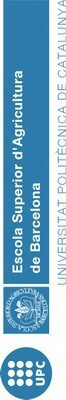 Escola Superior d'Agricultura
de Barcelona
UNIVERSITAT POLITÈCNICA DE CATALUNYA
UPC